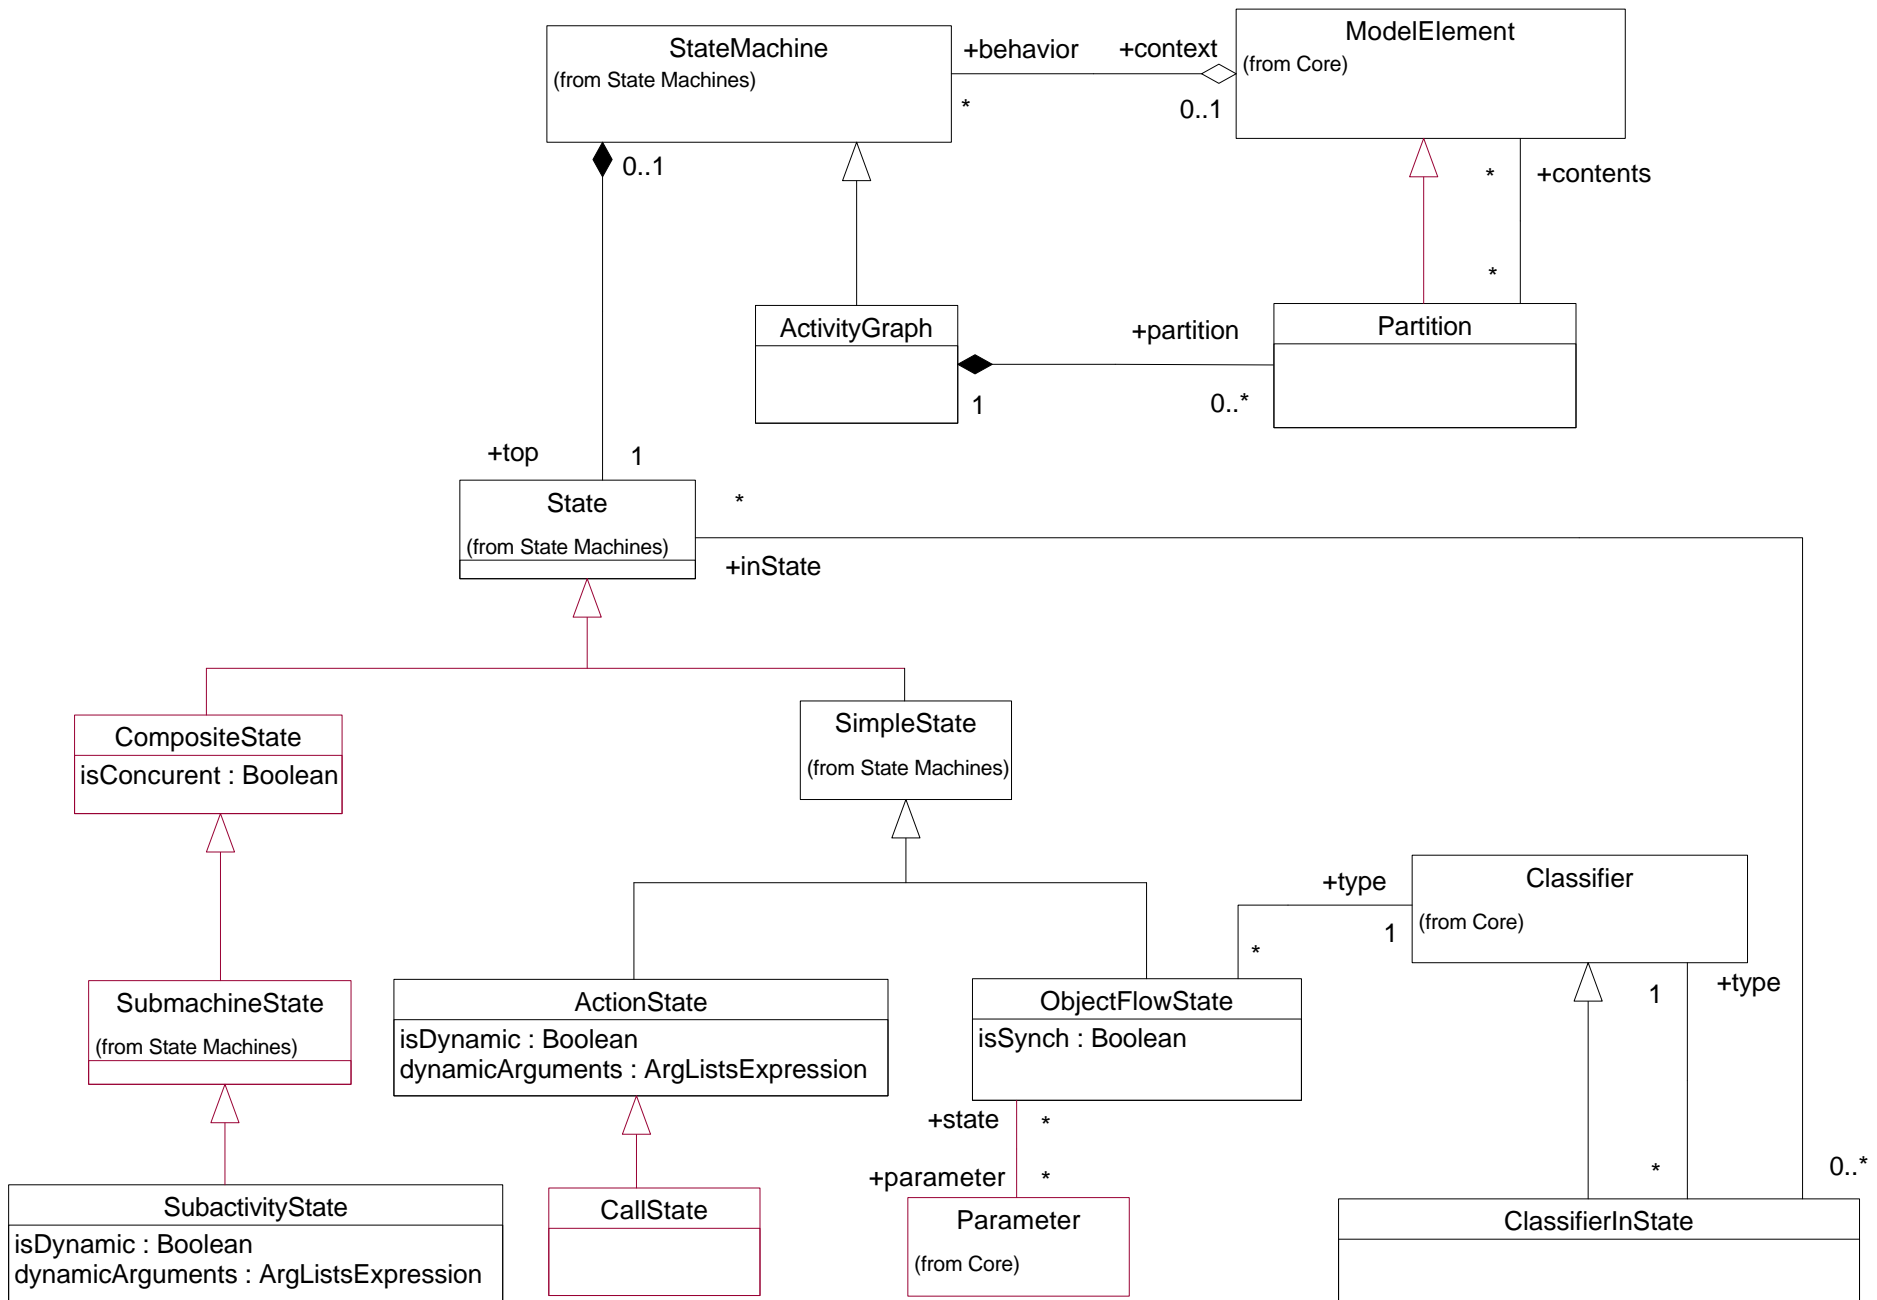 StateMachine
(from State Machines)
+behavior
+context
*
0..1
ModelElement
(from Core)
0..1
*
+contents
*
ActivityGraph
+partition
1
0..*
Partition
+top
1
State
(from State Machines)
*
+inState
CompositeState
isConcurent : Boolean
SimpleState
(from State Machines)
+type
1
*
Classifier
(from Core)
SubmachineState
(from State Machines)
ActionState
isDynamic : Boolean
dynamicArguments : ArgListsExpression
ObjectFlowState
isSynch : Boolean
1
+type
+state
*
+parameter
*
*
0..*
SubactivityState
isDynamic : Boolean
dynamicArguments : ArgListsExpression
CallState
Parameter
(from Core)
ClassifierInState